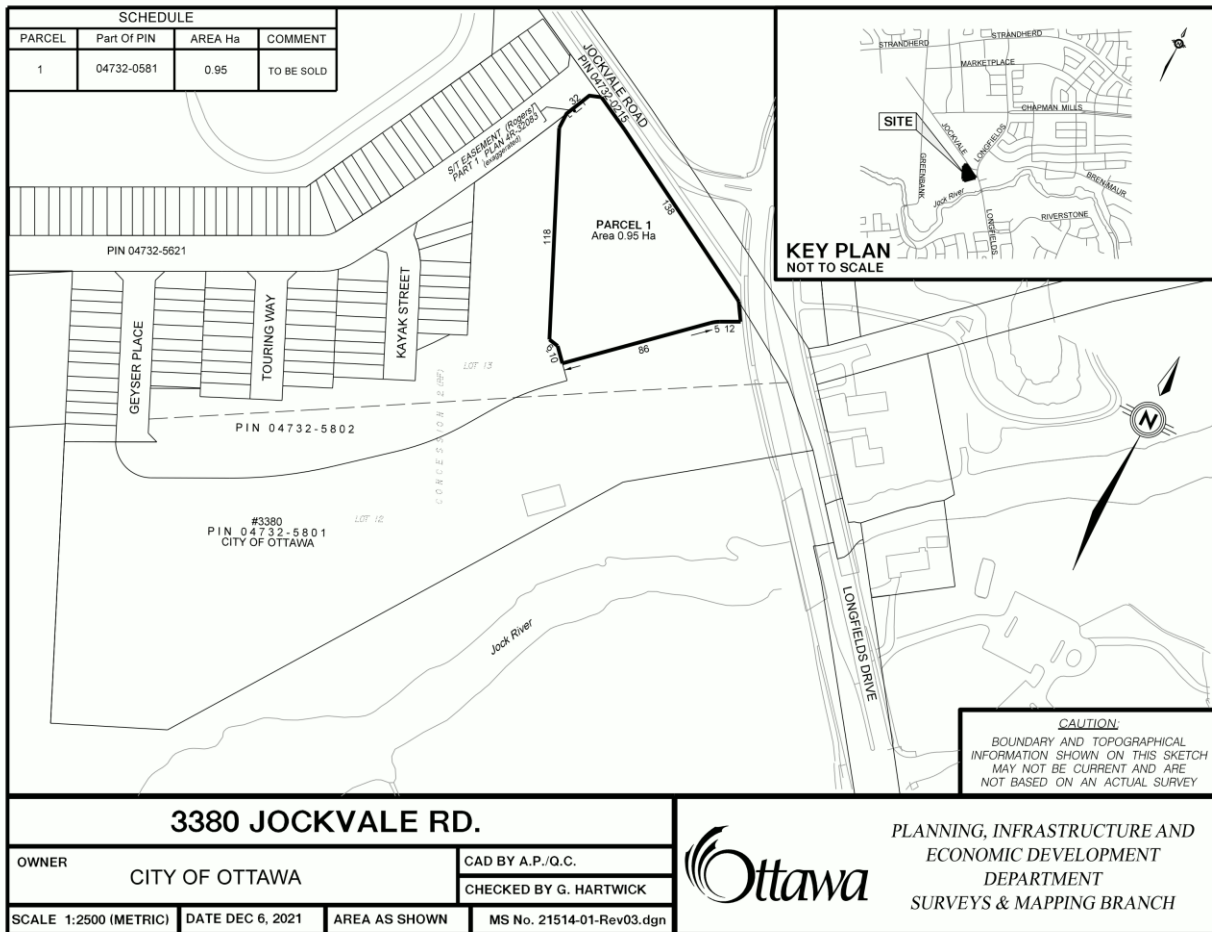 SCHEDULE
PARCEL Part Of PIN AREA Ha COMMENT
1 04732-0581 0.95 TO BE SOLD
JOCKVALE ROAD
PIN 04732-0215
32
S/T EASEMENT (Rogers)
PART 1, PLAN 4R-32083
(exaggerated)
138
118
PARCEL 1
Area 0.95 Ha
5 12
86
6
10
PIN 04732-5621
GEYSER PLACE
TOURING WAY
KAYAK STREET
LOT 13
CONCESSION 2 (RF)
PIN 04732-5802
#3380
PIN 04732-5801
CITY OF OTTAWA
LOT 12
Jock River
LONGFIELDS DRIVE
N
STRANDHERD
STRANDHERD
MARKETPLACE
CHAPMAN MILLS
SITE
JOCKVALE
LONGFIELDS
GREENBANK
BREN-MAUR
Jock River
RIVERSTONE
LONGFIELDS
KEY PLAN
NOT TO SCALE
CAUTION:
BOUNDARY AND TOPOGRAPHICAL
INFORMATION SHOWN ON THIS SKETCH
MAY NOT BE CURRENT AND ARE
NOT BASED ON AN ACTUAL SURVEY
3380 JOCKVALE RD.
OWNER
CITY OF OTTAWA
CAD BY A.P./Q.C.
CHECKED BY G. HARTWICK
SCALE 1:2500 (METRIC) DATE DEC 6, 2021 AREA AS SHOWN MS No. 21514-01-Rev03.dgn
Ottawa
PLANNING, INFRASTRUCTURE AND
ECONOMIC DEVELOPMENT
DEPARTMENT
SURVEYS & MAPPING BRANCH